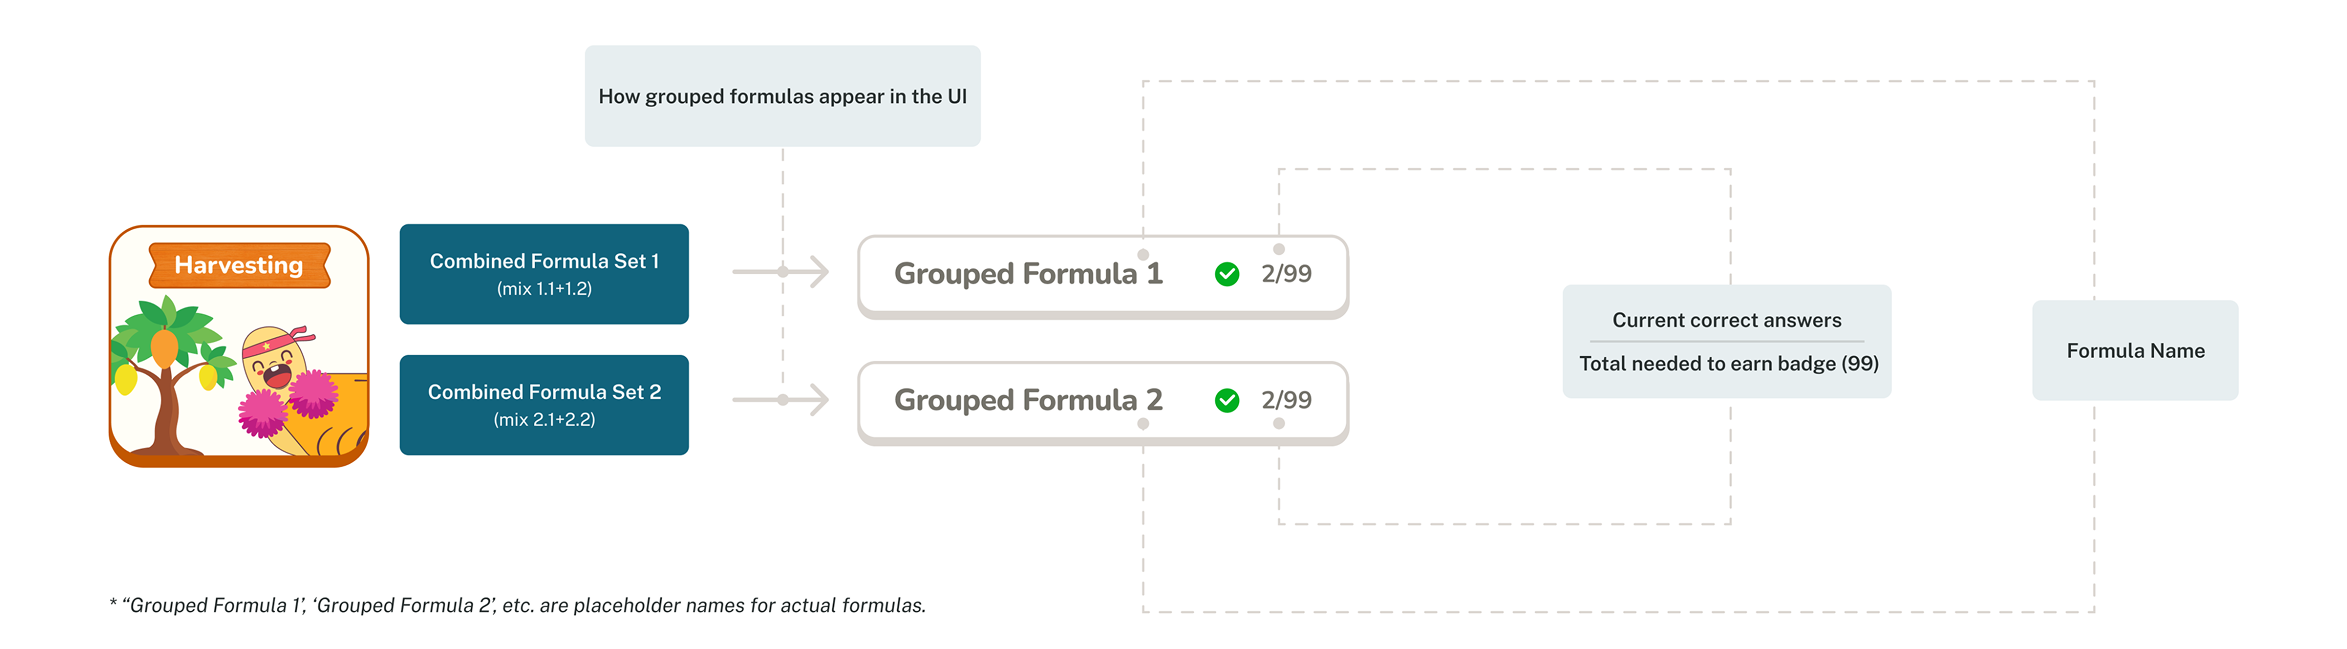 How grouped formulas appear in the UI
Harvesting
Combined Formula Set 1
(mix 1.1+1.2)
Grouped Formula 1
2/99
Combined Formula Set 2
(mix 2.1+2.2)
Grouped Formula 2
2/99
Current correct answers
Total needed to earn badge (99)
Formula Name
* “Grouped Formula 1’, ‘Grouped Formula 2’, etc. are placeholder names for actual formulas.